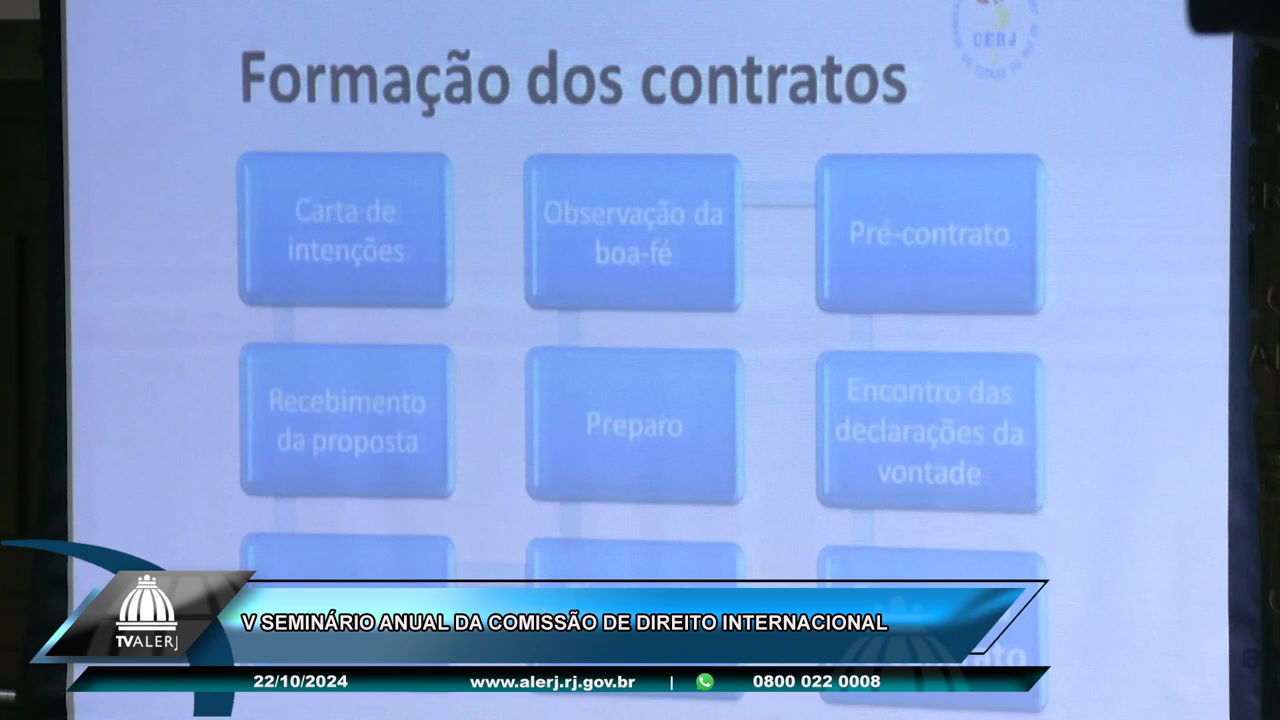 CERJ
Formação dos contratos
Carta de
intenções
Observação da
boa-fé
Pré-contrato
Recebimento
da proposta
Preparo
Encontro das
declarações da
vontade
V SEMINÁRIO ANUAL DA COMISSÃO DE DIREITO INTERNACIONAL
TVALERJ
22/10/2024
www.alerj.rj.gov.br | 0800 022 0008